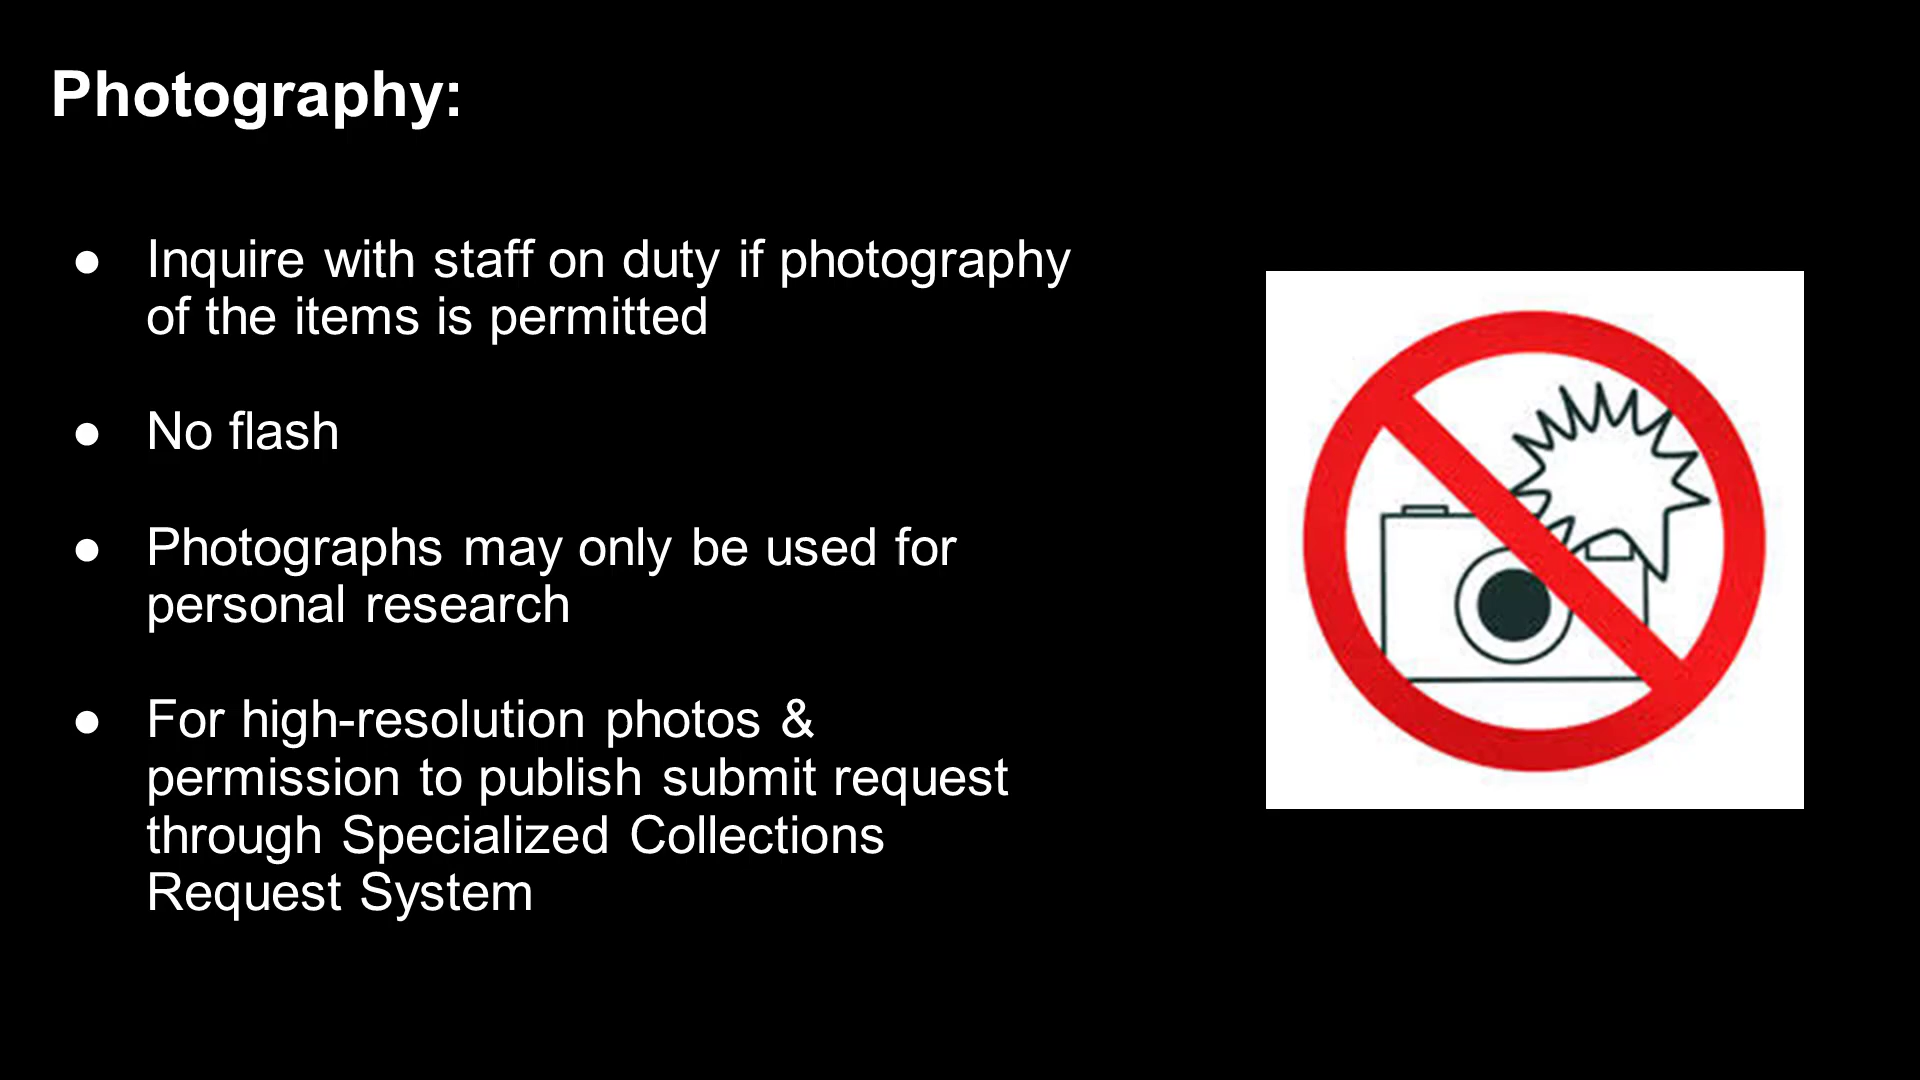 Photography:
● Inquire with staff on duty if photography
of the items is permitted
● No flash
● Photographs may only be used for
personal research
● For high-resolution photos &
permission to publish submit request
through Specialized Collections
Request System